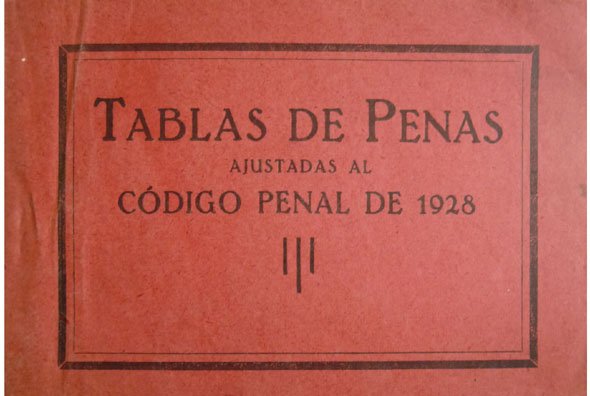 TABLAS DE PENAS
AJUSTADAS AL
CÓDIGO PENAL DE 1928